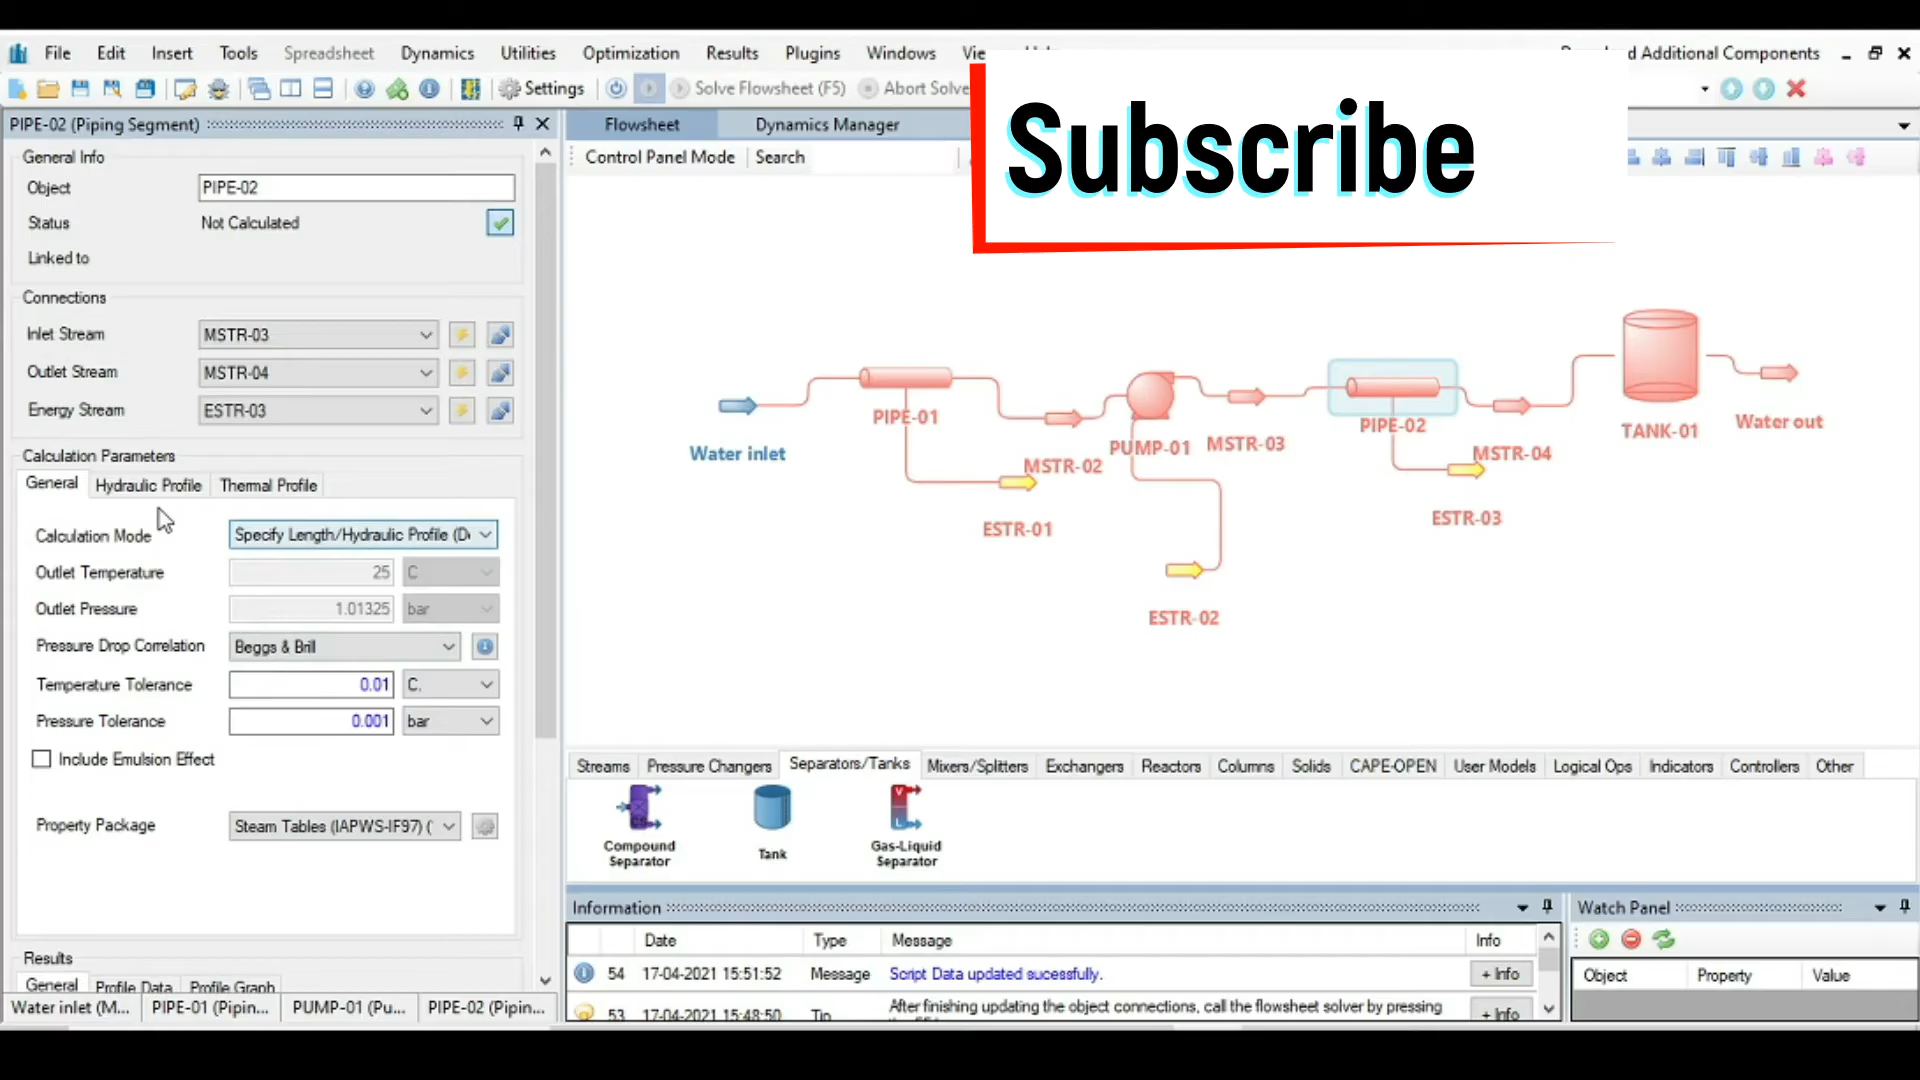 File Edit Insert Tools Spreadsheet Dynamics Utilities Optimization Results Plugins Windows
Additional Components
Settings Solve Flowsheet (F5)
Abort Solve
Subscribe
PIPE-02 (Piping Segment)
General Info
Object PIPE-02
Status Not Calculated
Linked to
Connections
Inlet Stream MSTR-03
Outlet Stream MSTR-04
Energy Stream ESTR-03
Calculation Parameters
General Hydraulic Profile Thermal Profile
Calculation Mode Specify Length/Hydraulic Profile (D
Outlet Temperature 25 C
Outlet Pressure 1.01325 bar
Pressure Drop Correlation Beggs & Brill
Temperature Tolerance 0.01 C.
Pressure Tolerance 0.001 bar
Include Emulsion Effect
Property Package Steam Tables (IAPWS-IF97) (
Results
General Profile Data Profile Graph
Water inlet (M... PIPE-01 (Pipin... PUMP-01 (Pu... PIPE-02 (Pipin...
Flowsheet Dynamics Manager
Control Panel Mode Search
Water inlet
PIPE-01
MSTR-02
ESTR-01
PUMP-01
ESTR-02
MSTR-03
PIPE-02
MSTR-04
ESTR-03
TANK-01
Water out
Streams Pressure Changers Separators/Tanks Mixers/Splitters Exchangers Reactors Columns Solids CAPE-OPEN User Models Logical Ops Indicators Controllers Other
Compound Separator
Tank
Gas-Liquid Separator
Information
Date Type Message Info
54 17-04-2021 15:51:52 Message Script Data updated sucessfully. + Info
53 17-04-2021 15:48:50 Tip After finishing updating the object connections, call the flowsheet solver by pressing + Info
Watch Panel
Object Property Value